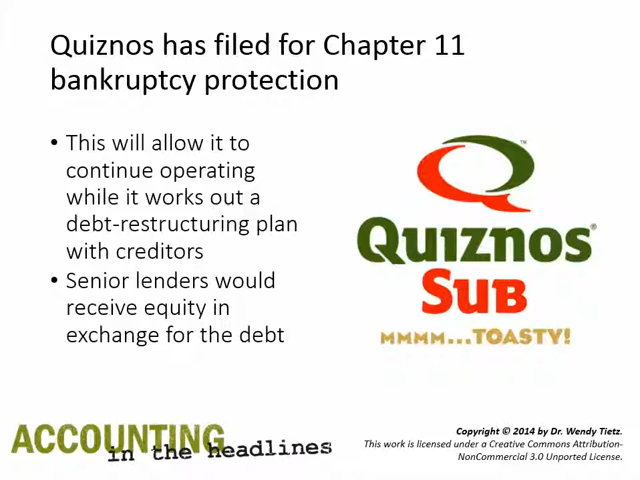 Quiznos has filed for Chapter 11
bankruptcy protection
• This will allow it to
continue operating
while it works out a
debt-restructuring plan
with creditors
• Senior lenders would
receive equity in
exchange for the debt
™
Quiznos®
Sub
MMMM...TOASTY!
ACCOUNTING
in the headlines
Copyright © 2014 by Dr. Wendy Tietz.
This work is licensed under a Creative Commons Attribution-
NonCommercial 3.0 Unported License.